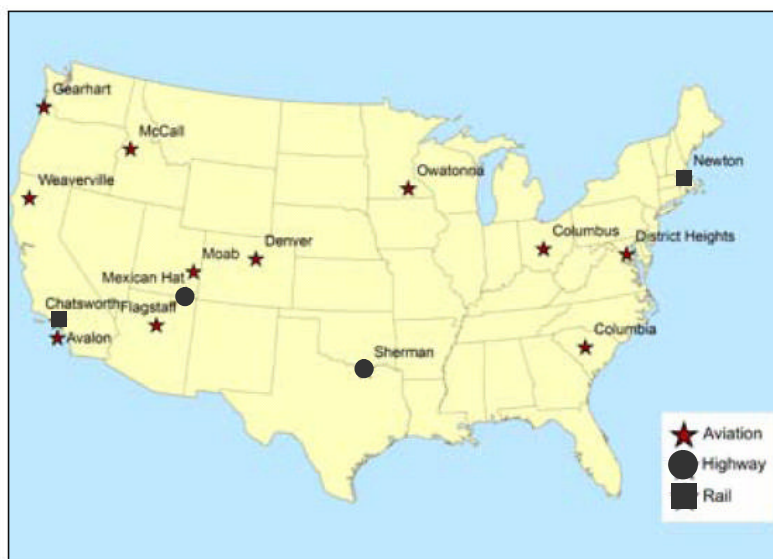 Gearhart
McCall
Weaverville
Owatonna
Newton
Columbus
District Heights
Denver
Moab
Mexican Hat
Chatsworth
Flagstaff
Avalon
Sherman
Columbia
Aviation
Highway
Rail